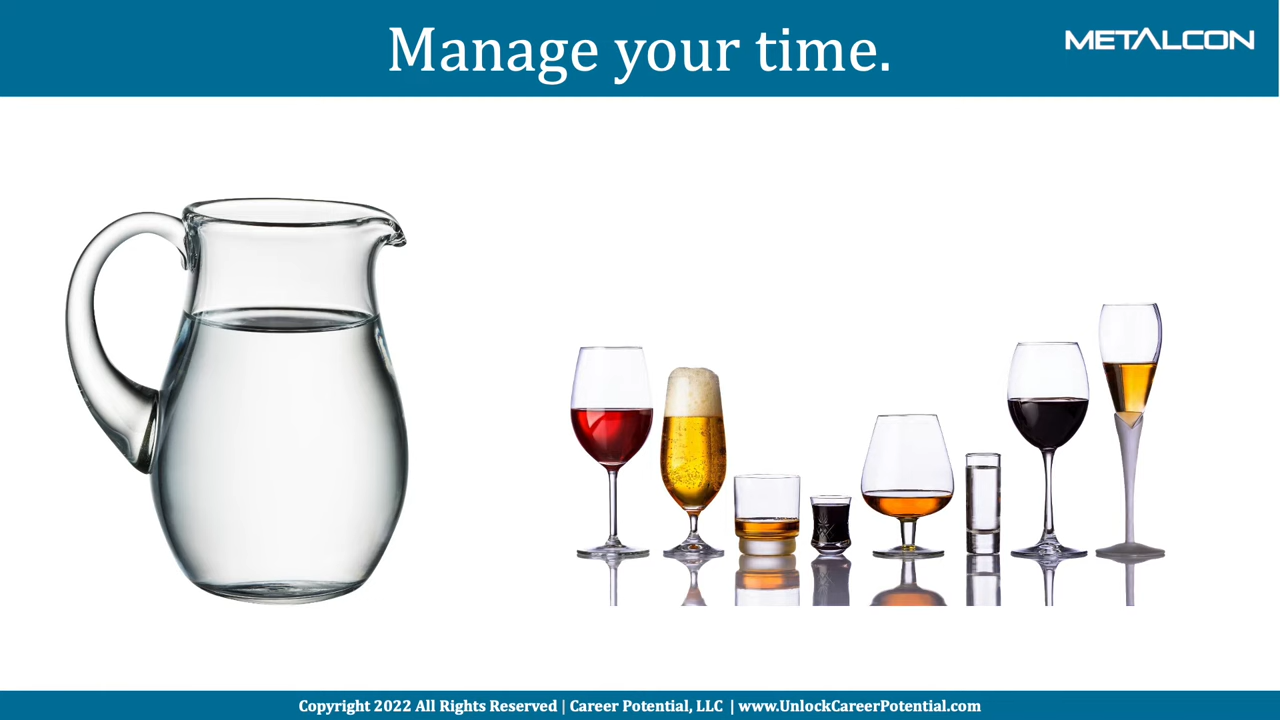 Manage your time.
METALCON
Copyright 2022 All Rights Reserved | Career Potential, LLC | www.UnlockCareerPotential.com